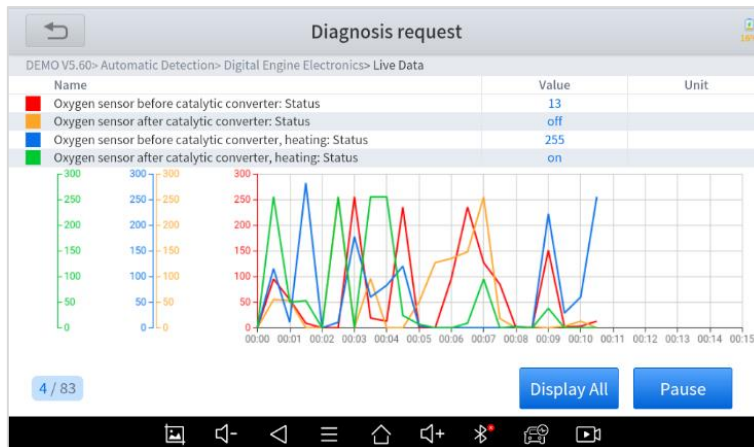 Diagnosis request
DEMO V5.60> Automatic Detection> Digital Engine Electronics> Live Data
Name Value Unit
Oxygen sensor before catalytic converter: Status 13
Oxygen sensor after catalytic converter: Status off
Oxygen sensor before catalytic converter, heating: Status 255
Oxygen sensor after catalytic converter, heating: Status on
300 300 300 300
250 250 250 250
200 200 200 200
150 150 150 150
100 100 100 100
50 50 50 50
0 0 0 0
00:00 00:01 00:02 00:03 00:04 00:05 00:06 00:07 00:08 00:09 00:10 00:11 00:12 00:13 00:14 00:15
4 / 83
Display All
Pause